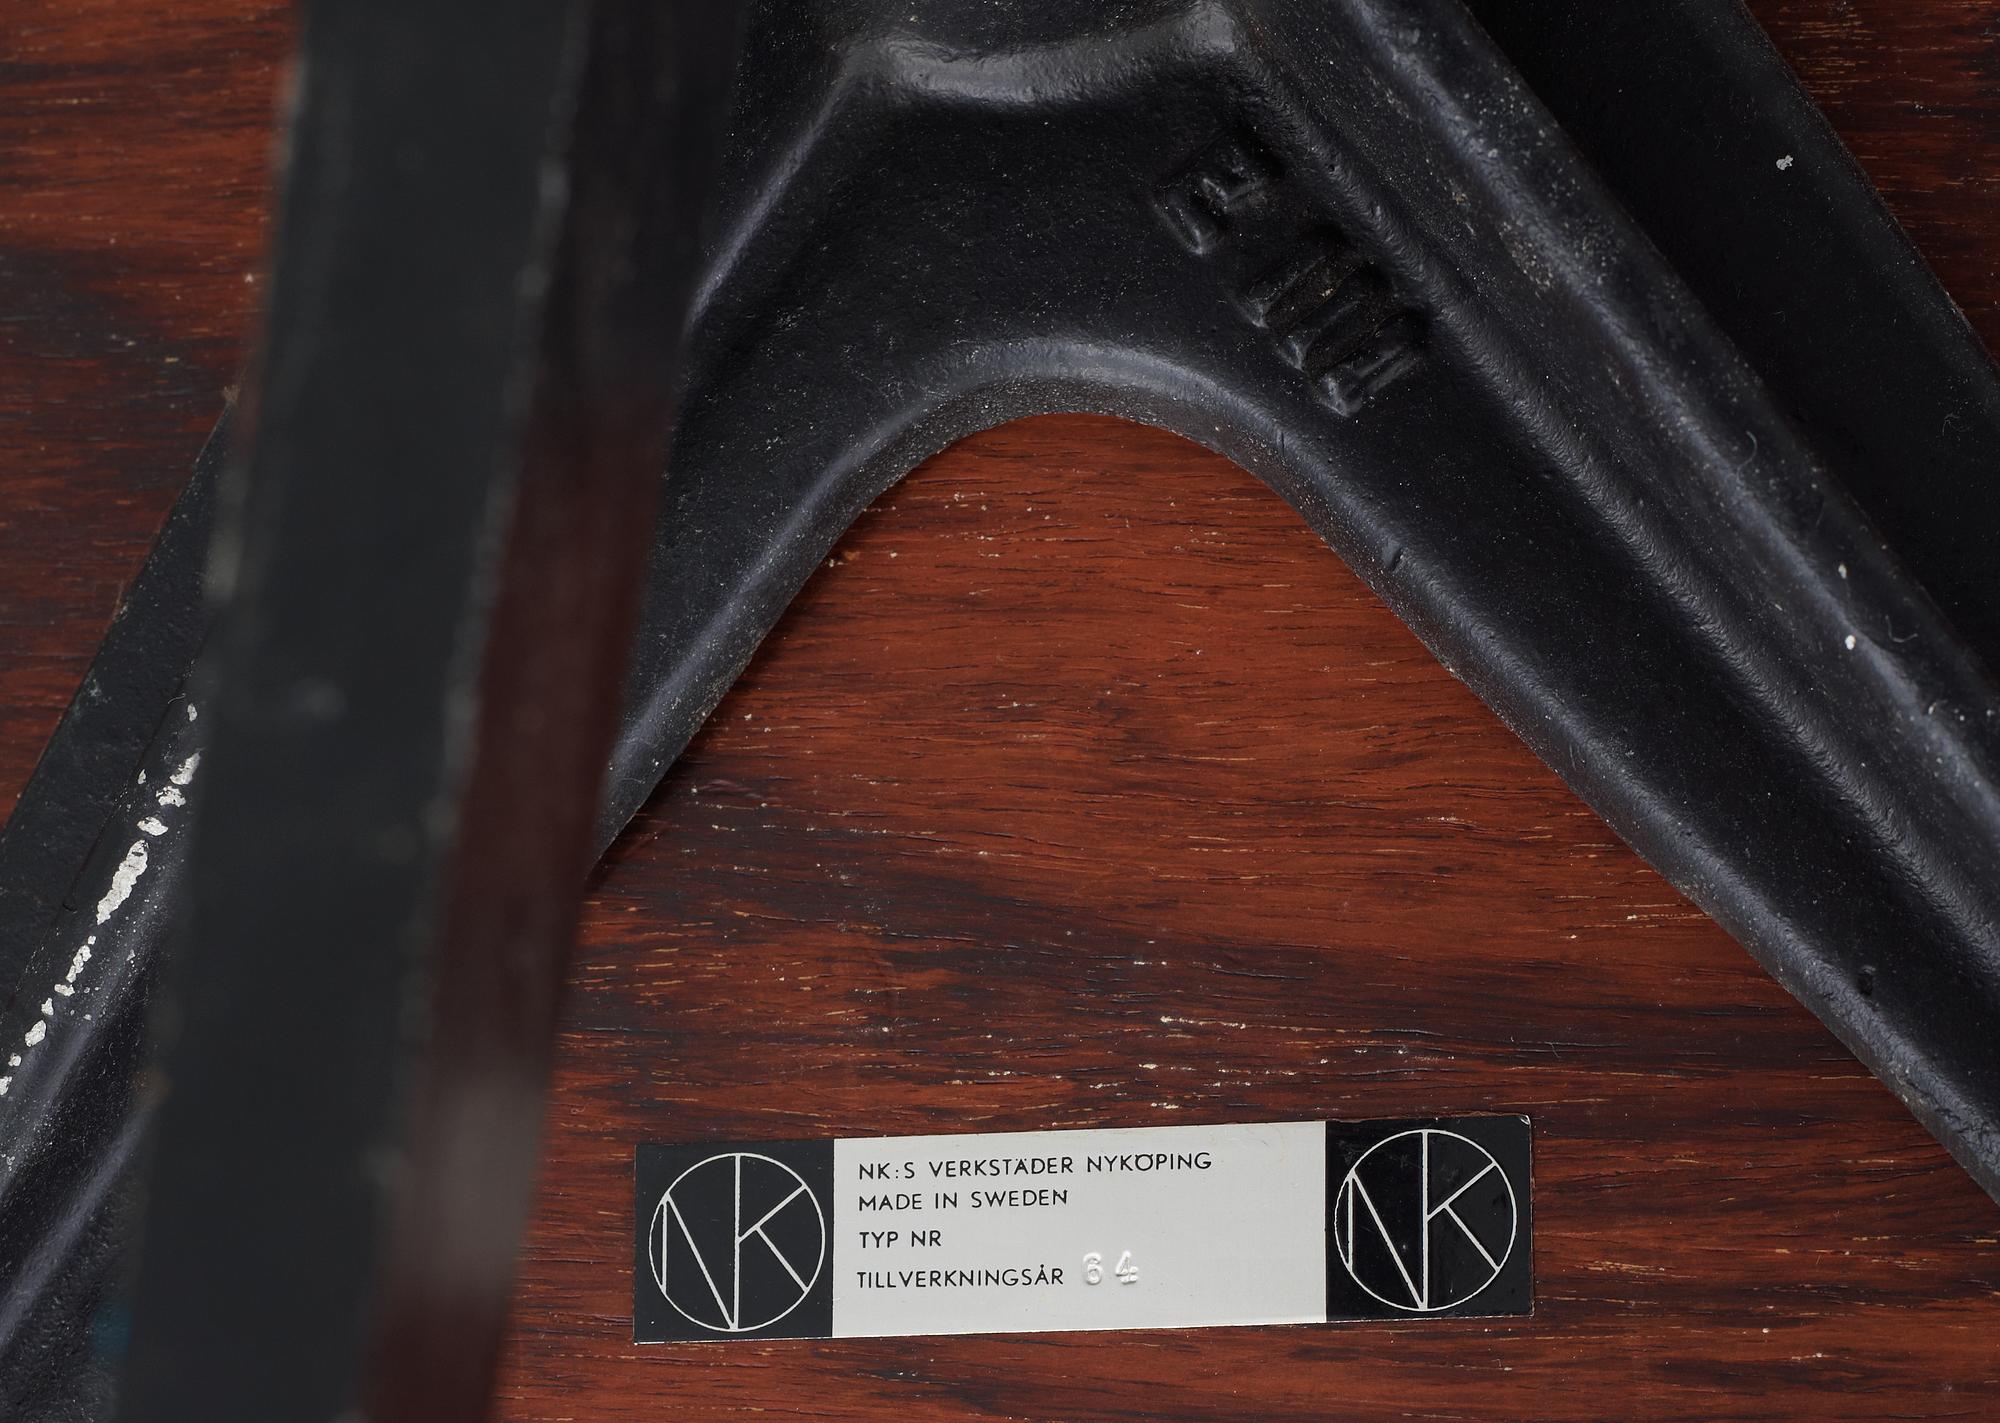 NK
NK:S VERKSTÄDER NYKÖPING
MADE IN SWEDEN
TYP NR
TILLVERKNINGSÅR 64
NK